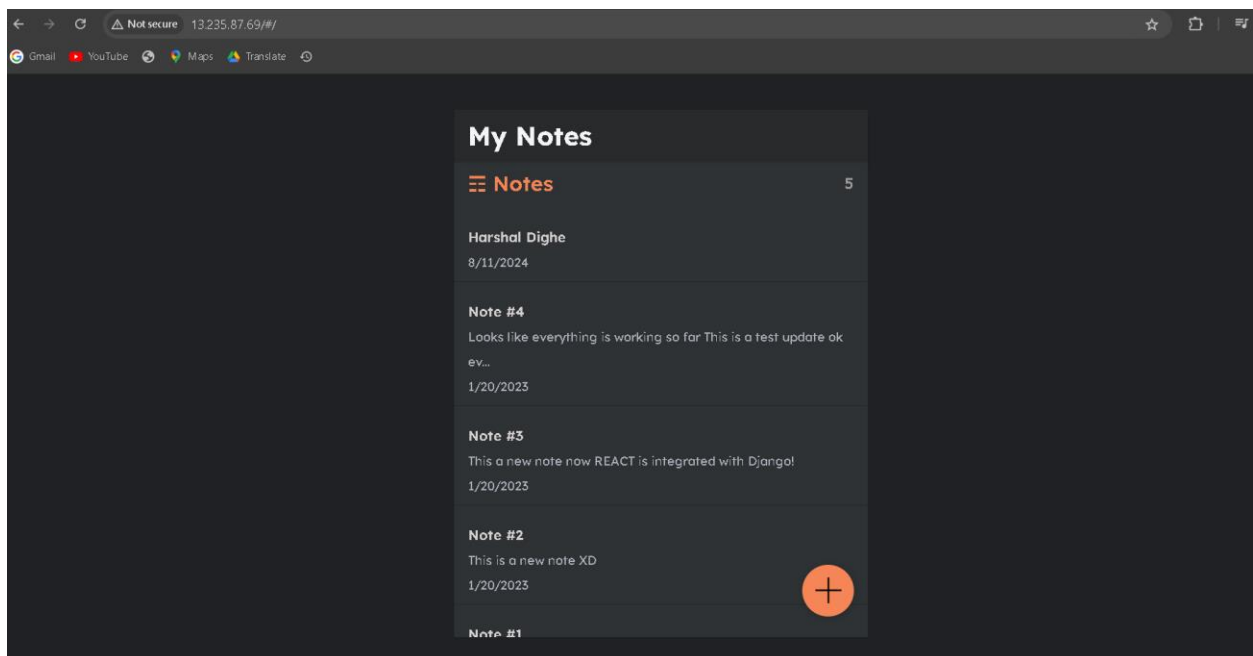 Not secure 13.235.87.69/#/
Gmail YouTube Maps Translate
My Notes
Notes 5
Harshal Dighe
8/11/2024
Note #4
Looks like everything is working so far This is a test update ok
ev...
1/20/2023
Note #3
This a new note now REACT is integrated with Django!
1/20/2023
Note #2
This is a new note XD
1/20/2023
Note #1